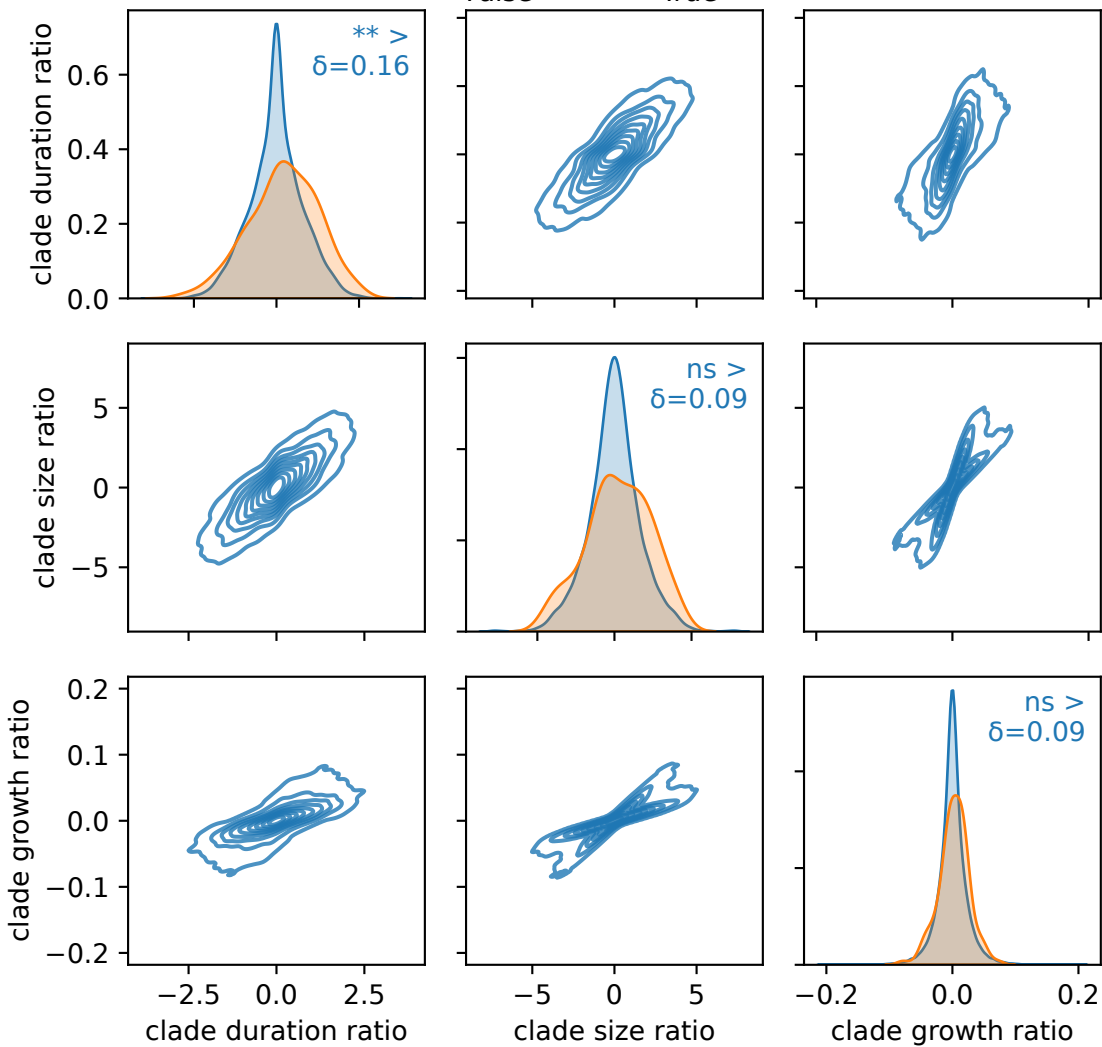 ** >
δ=0.16
clade duration ratio
0.6
0.4
0.2
0.0
ns >
δ=0.09
clade size ratio
5
0
−5
ns >
δ=0.09
clade growth ratio
0.2
0.1
0.0
−0.1
−0.2
−2.5 0.0 2.5
−5 0 5
−0.2 0.0 0.2
clade duration ratio
clade size ratio
clade growth ratio